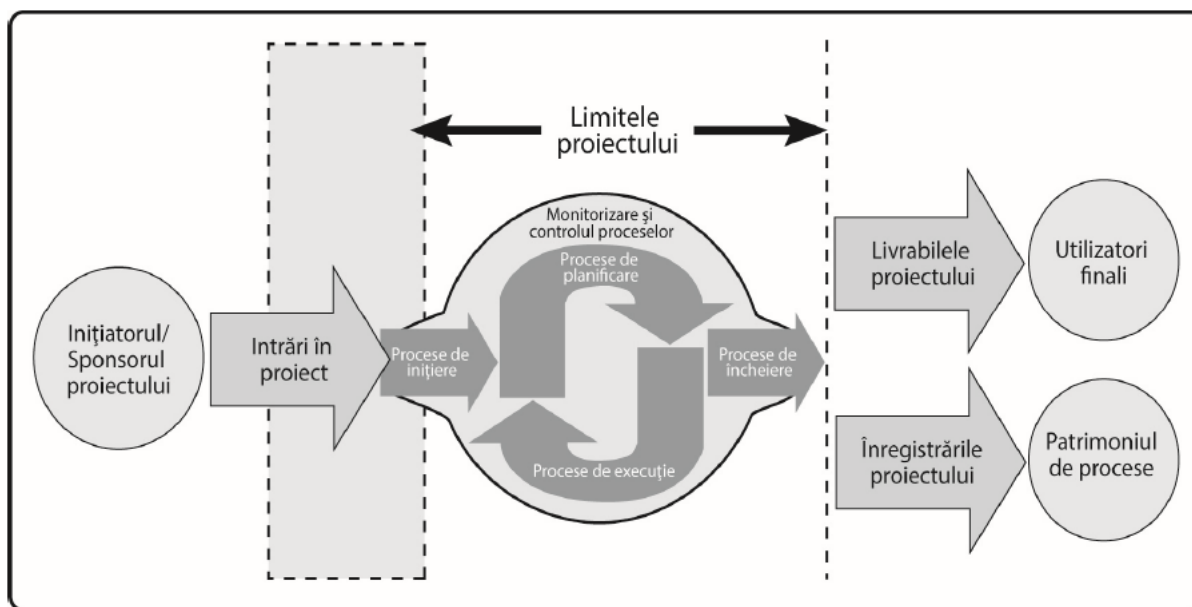 Limitele
proiectului
Monitorizare și
controlul proceselor
Procese de
planificare
Inițiatorul/
Sponsorul
proiectului
Intrări în
proiect
Procese de
inițiere
Procese de
încheiere
Procese de execuție
Livrabilele
proiectului
Utilizatori
finali
Înregistrările
proiectului
Patrimoniul
de procese